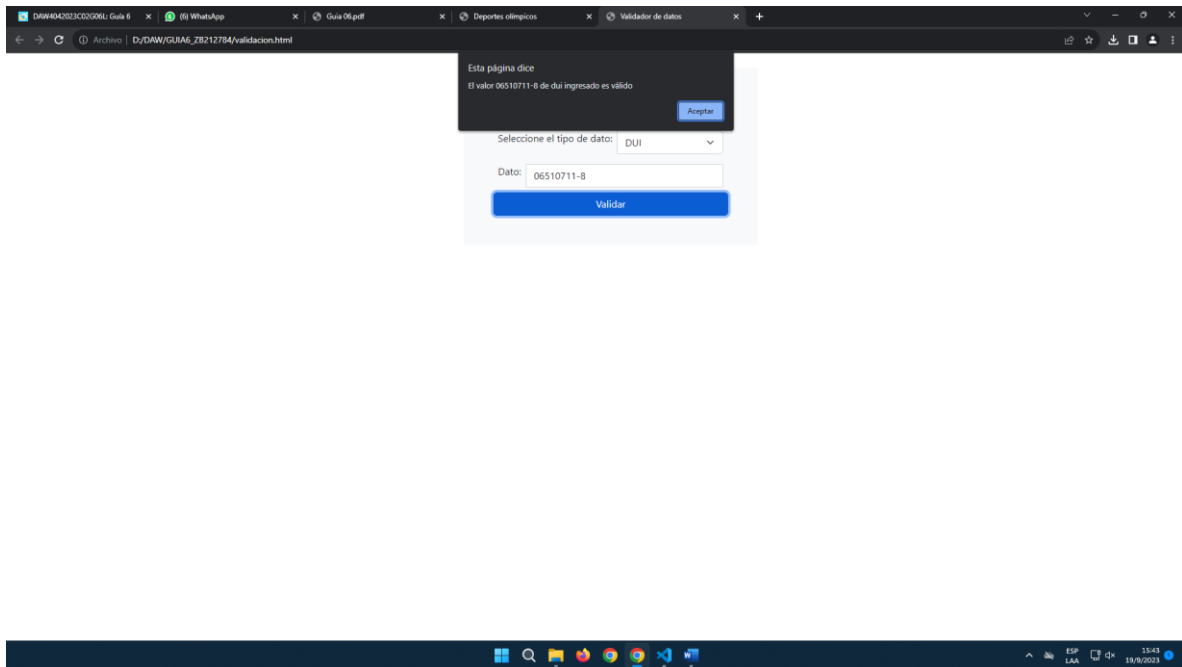 DAW4042023C02G06L: Guía 6
(6) WhatsApp
Guia 06.pdf
Deportes olímpicos
Validador de datos
Archivo
D:/DAW/GUIA6_ZB212784/validacion.html
Esta página dice
El valor 06510711-8 de dui ingresado es válido
Aceptar
Seleccione el tipo de dato: DUI
Dato: 06510711-8
Validar
ESP
LAA
15:43
19/9/2023